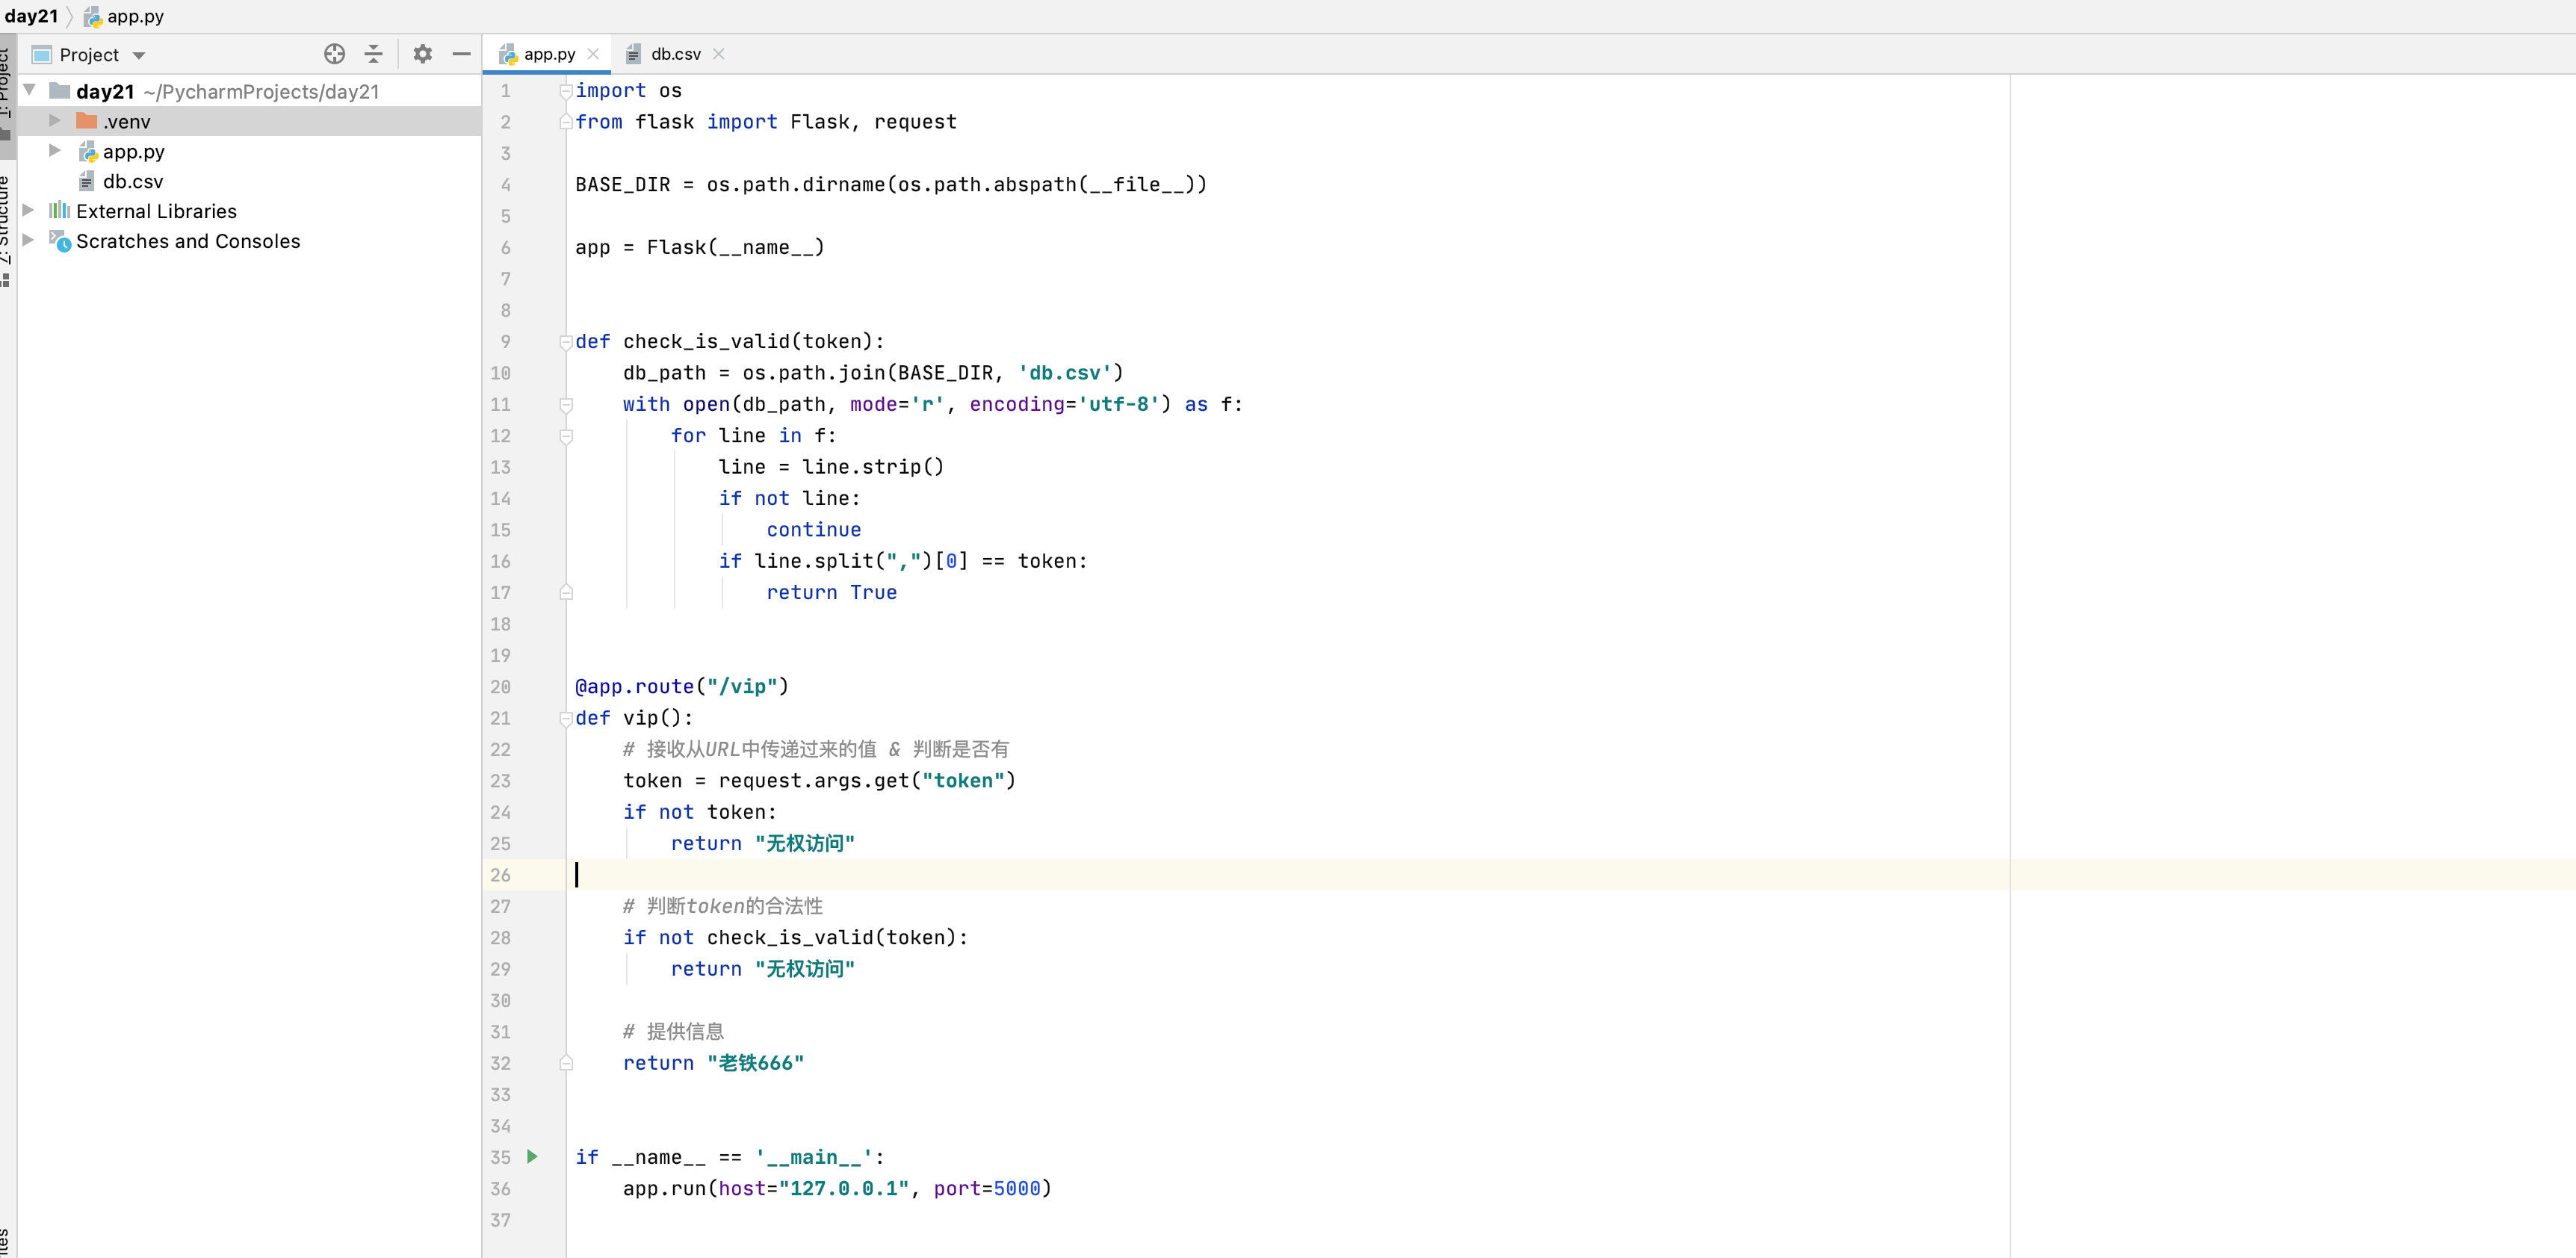 day21 app.py
Project
app.py
db.csv
1: Project
Z: Structure
day21 ~/PycharmProjects/day21
.venv
app.py
db.csv
External Libraries
Scratches and Consoles
1 import os
2 from flask import Flask, request
3
4 BASE_DIR = os.path.dirname(os.path.abspath(__file__))
5
6 app = Flask(__name__)
7
8
9 def check_is_valid(token):
10     db_path = os.path.join(BASE_DIR, 'db.csv')
11     with open(db_path, mode='r', encoding='utf-8') as f:
12         for line in f:
13             line = line.strip()
14             if not line:
15                 continue
16             if line.split(",")[0] == token:
17                 return True
18
19
20 @app.route("/vip")
21 def vip():
22     # 接收从URL中传递过来的值 & 判断是否有
23     token = request.args.get("token")
24     if not token:
25         return "无权访问"
26
27     # 判断token的合法性
28     if not check_is_valid(token):
29         return "无权访问"
30
31     # 提供信息
32     return "老铁666"
33
34
35 if __name__ == '__main__':
36     app.run(host="127.0.0.1", port=5000)
37